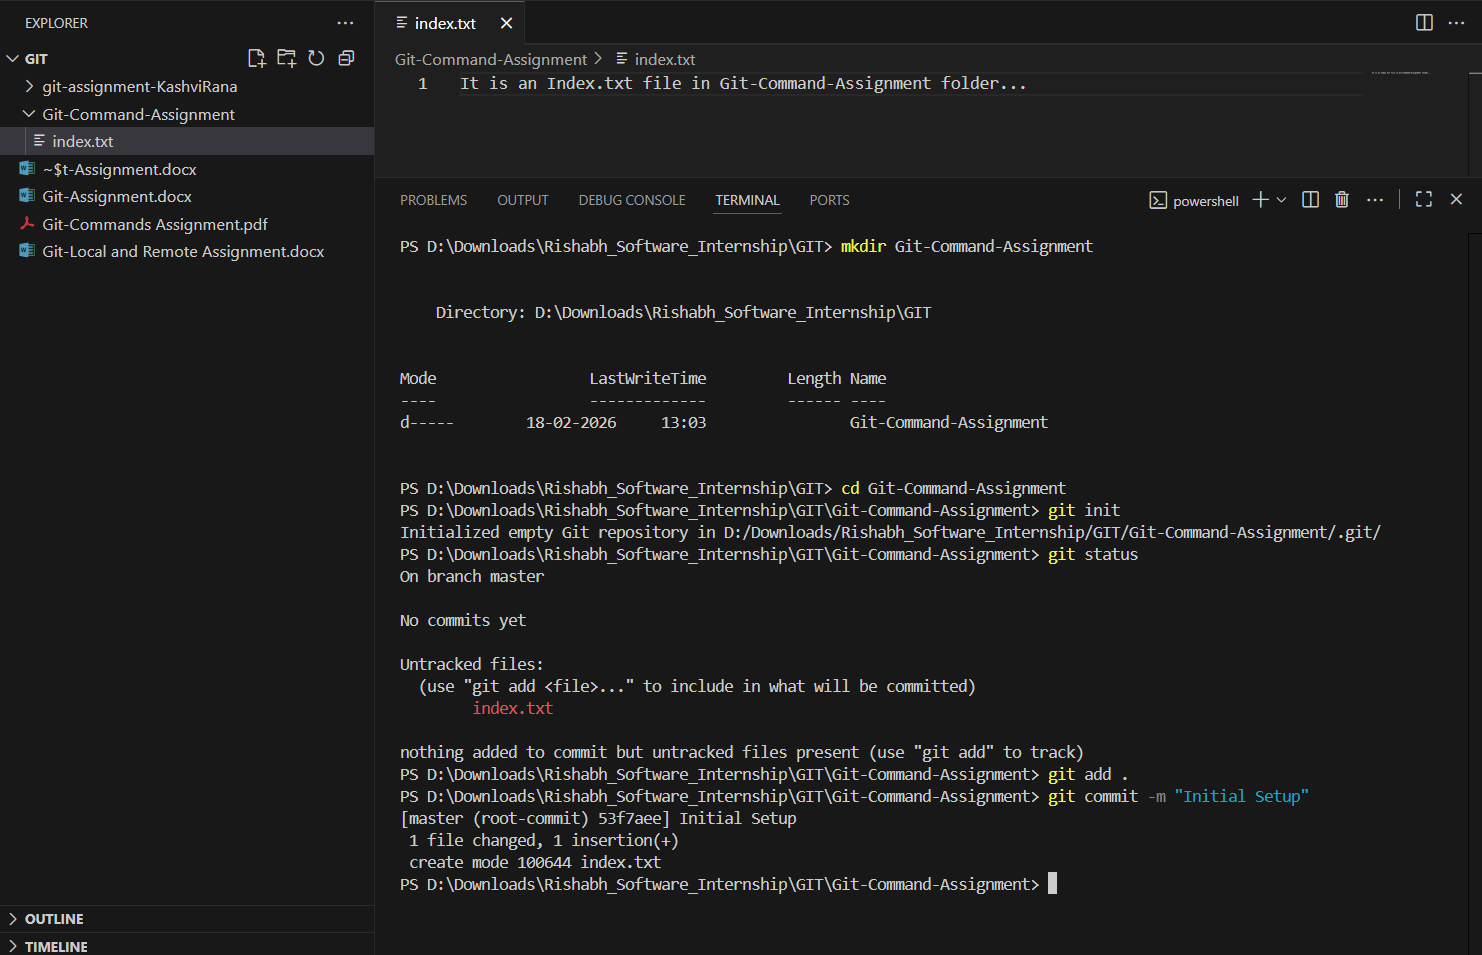 EXPLORER
GIT
git-assignment-KashviRana
Git-Command-Assignment
index.txt
~$t-Assignment.docx
Git-Assignment.docx
Git-Commands Assignment.pdf
Git-Local and Remote Assignment.docx
OUTLINE
TIMELINE
index.txt
Git-Command-Assignment > index.txt
1 It is an Index.txt file in Git-Command-Assignment folder...
PROBLEMS OUTPUT DEBUG CONSOLE TERMINAL PORTS powershell
PS D:\Downloads\Rishabh_Software_Internship\GIT> mkdir Git-Command-Assignment
Directory: D:\Downloads\Rishabh_Software_Internship\GIT
Mode LastWriteTime Length Name
---- ------------- ------ ----
d----- 18-02-2026 13:03 Git-Command-Assignment
PS D:\Downloads\Rishabh_Software_Internship\GIT> cd Git-Command-Assignment
PS D:\Downloads\Rishabh_Software_Internship\GIT\Git-Command-Assignment> git init
Initialized empty Git repository in D:/Downloads/Rishabh_Software_Internship/GIT/Git-Command-Assignment/.git/
PS D:\Downloads\Rishabh_Software_Internship\GIT\Git-Command-Assignment> git status
On branch master
No commits yet
Untracked files:
(use "git add <file>..." to include in what will be committed)
index.txt
nothing added to commit but untracked files present (use "git add" to track)
PS D:\Downloads\Rishabh_Software_Internship\GIT\Git-Command-Assignment> git add .
PS D:\Downloads\Rishabh_Software_Internship\GIT\Git-Command-Assignment> git commit -m "Initial Setup"
[master (root-commit) 53f7aee] Initial Setup
1 file changed, 1 insertion(+)
create mode 100644 index.txt
PS D:\Downloads\Rishabh_Software_Internship\GIT\Git-Command-Assignment>